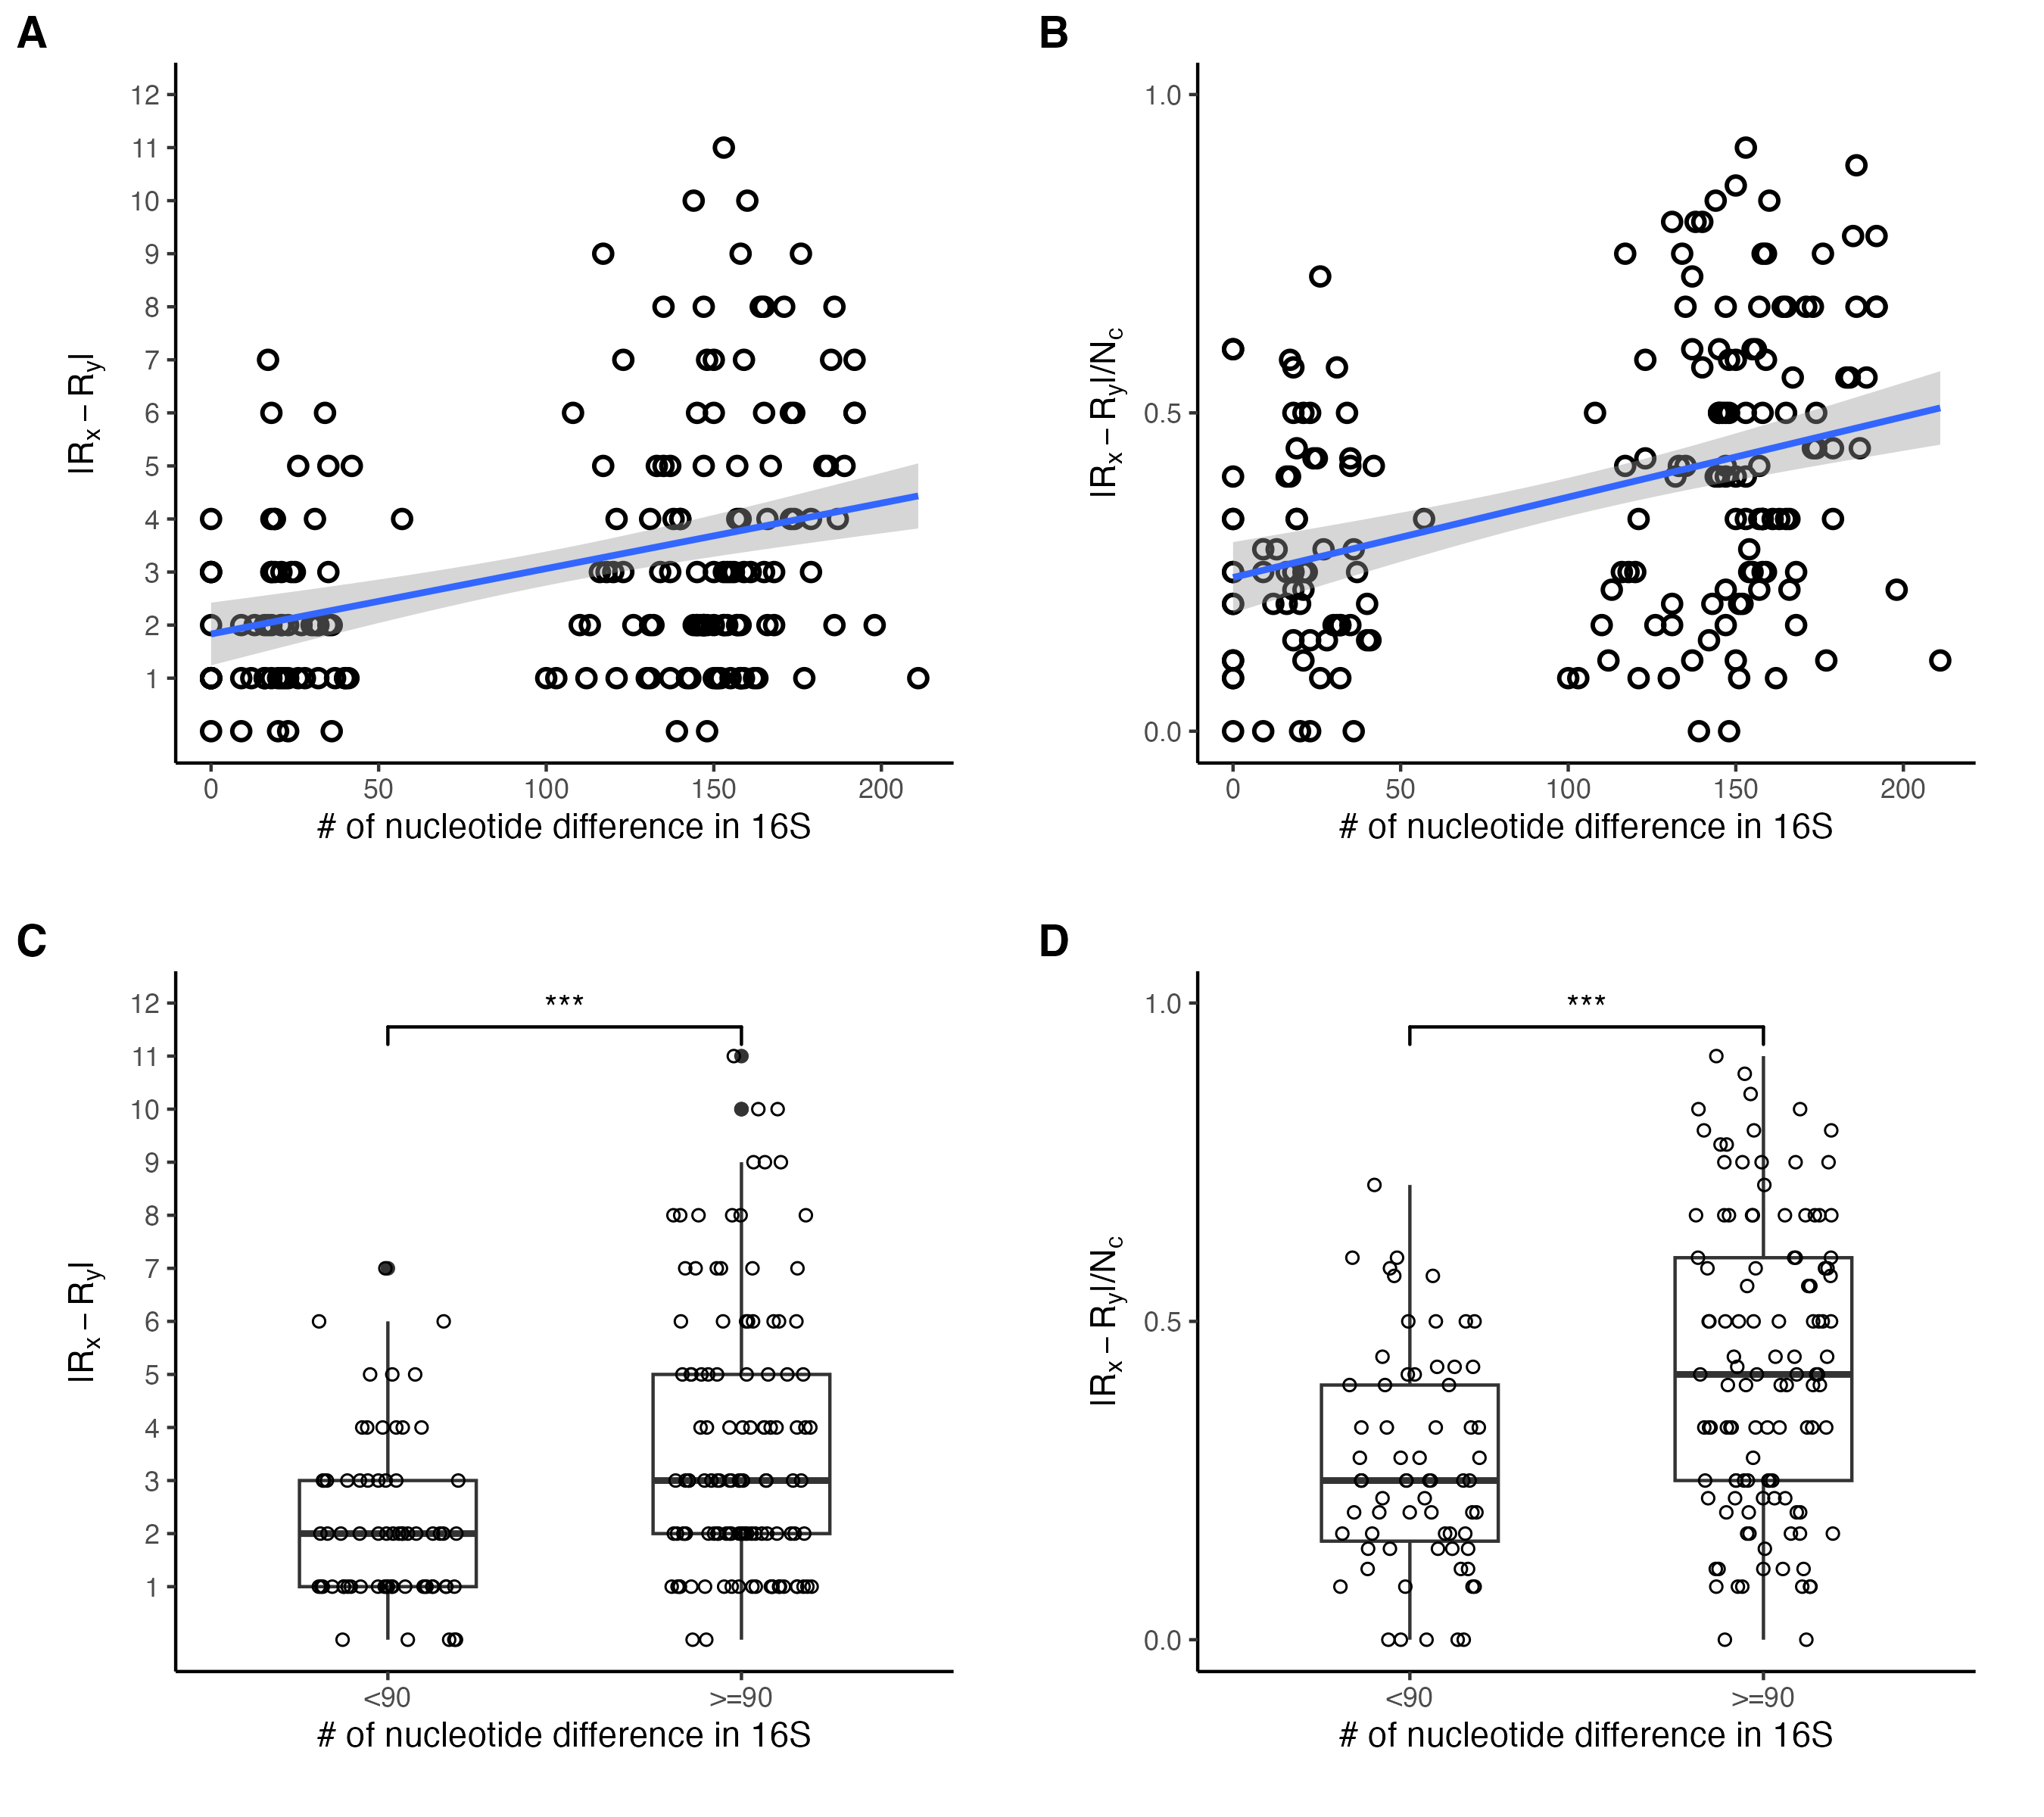 A
12
11
10
9
8
7
6
5
4
3
2
1
|Rx − Ry|
0 50 100 150 200
# of nucleotide difference in 16S
B
1.0
0.5
0.0
|Rx − Ry|/Nc
0 50 100 150 200
# of nucleotide difference in 16S
C
***
12
11
10
9
8
7
6
5
4
3
2
1
|Rx − Ry|
<90 >=90
# of nucleotide difference in 16S
D
***
1.0
0.5
0.0
|Rx − Ry|/Nc
<90 >=90
# of nucleotide difference in 16S